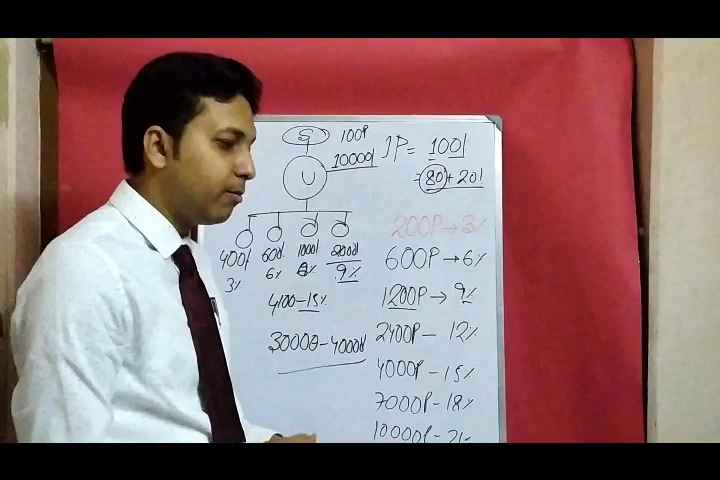 S 100P
10000/
U
400/ 600/ 1000/ 2000/
3% 6% 9%
4100-15%
30000-40000/
1P= 100/
=80+20/
200P→3%
600P→6%
1200P→9%
2400P-12%
4000P-15%
7000P-18%
10000P-21%